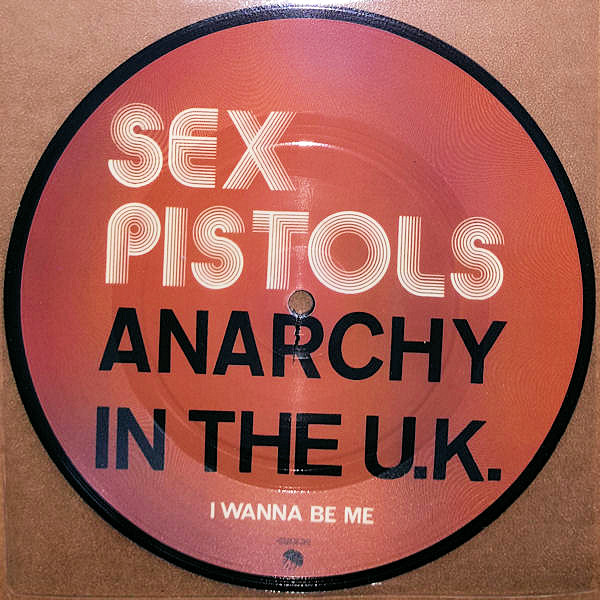 SEX
PISTOLS
ANARCHY
IN THE U.K.
I WANNA BE ME